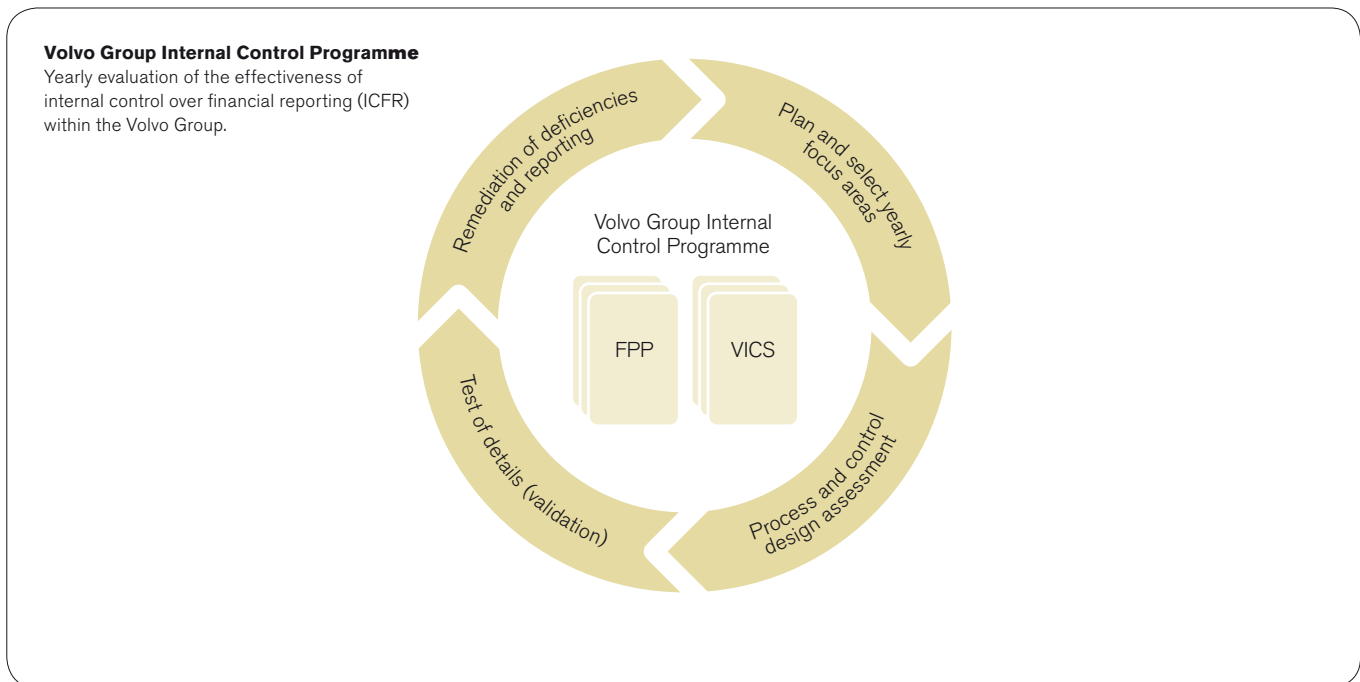 Volvo Group Internal Control Programme
Yearly evaluation of the effectiveness of
internal control over financial reporting (ICFR)
within the Volvo Group.
Plan and select yearly
focus areas
Process and control
design assessment
Test of details (validation)
Remediation of deficiencies
and reporting
Volvo Group Internal
Control Programme
FPP
VICS